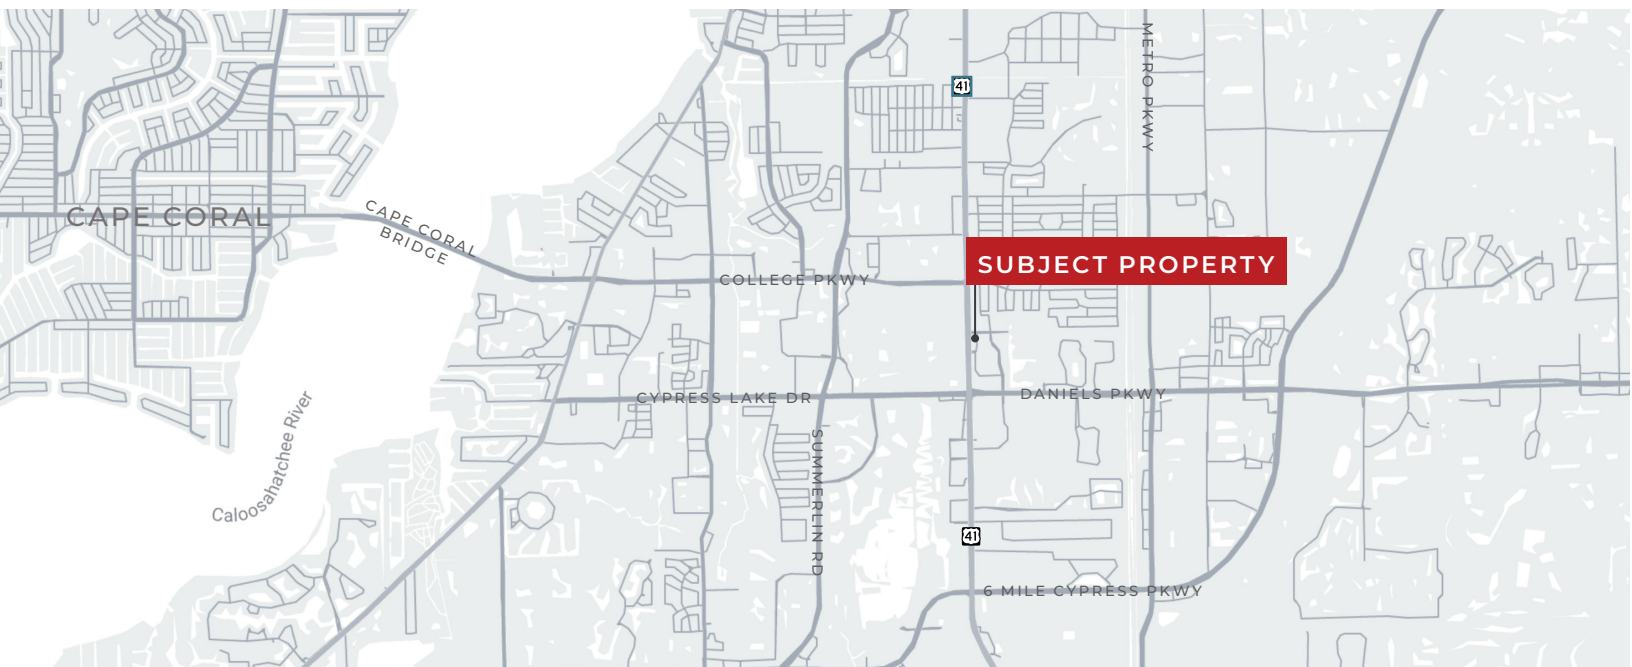 METRO PKWY
41
CAPE CORAL
CAPE CORAL
BRIDGE
SUBJECT PROPERTY
COLLEGE PKWY
CYPRESS LAKE DR
DANIELS PKWY
Caloosahatchee River
SUMMERLIN RD
41
6 MILE CYPRESS PKWY